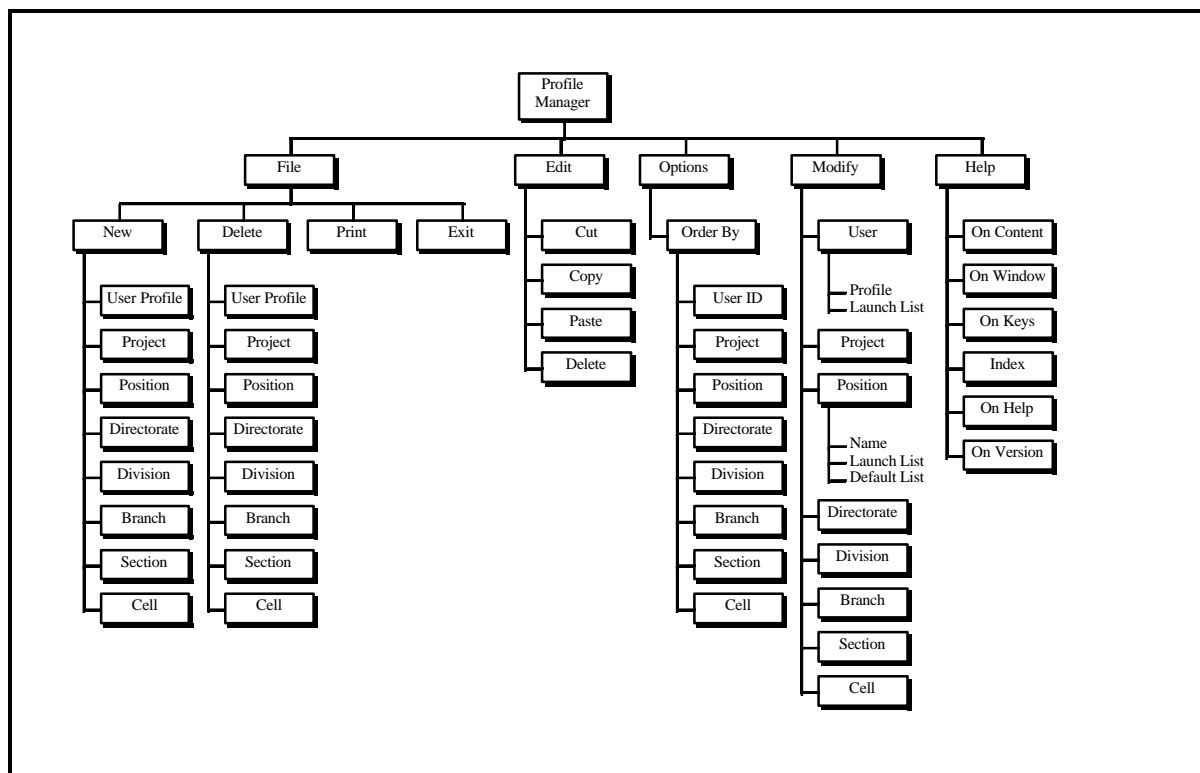 Profile
Manager
File
Edit
Options
Modify
Help
New
Delete
Print
Exit
User Profile
Project
Position
Directorate
Division
Branch
Section
Cell
User Profile
Project
Position
Directorate
Division
Branch
Section
Cell
Cut
Copy
Paste
Delete
Order By
User ID
Project
Position
Directorate
Division
Branch
Section
Cell
User
Profile
Launch List
Project
Position
Name
Launch List
Default List
Directorate
Division
Branch
Section
Cell
On Content
On Window
On Keys
Index
On Help
On Version